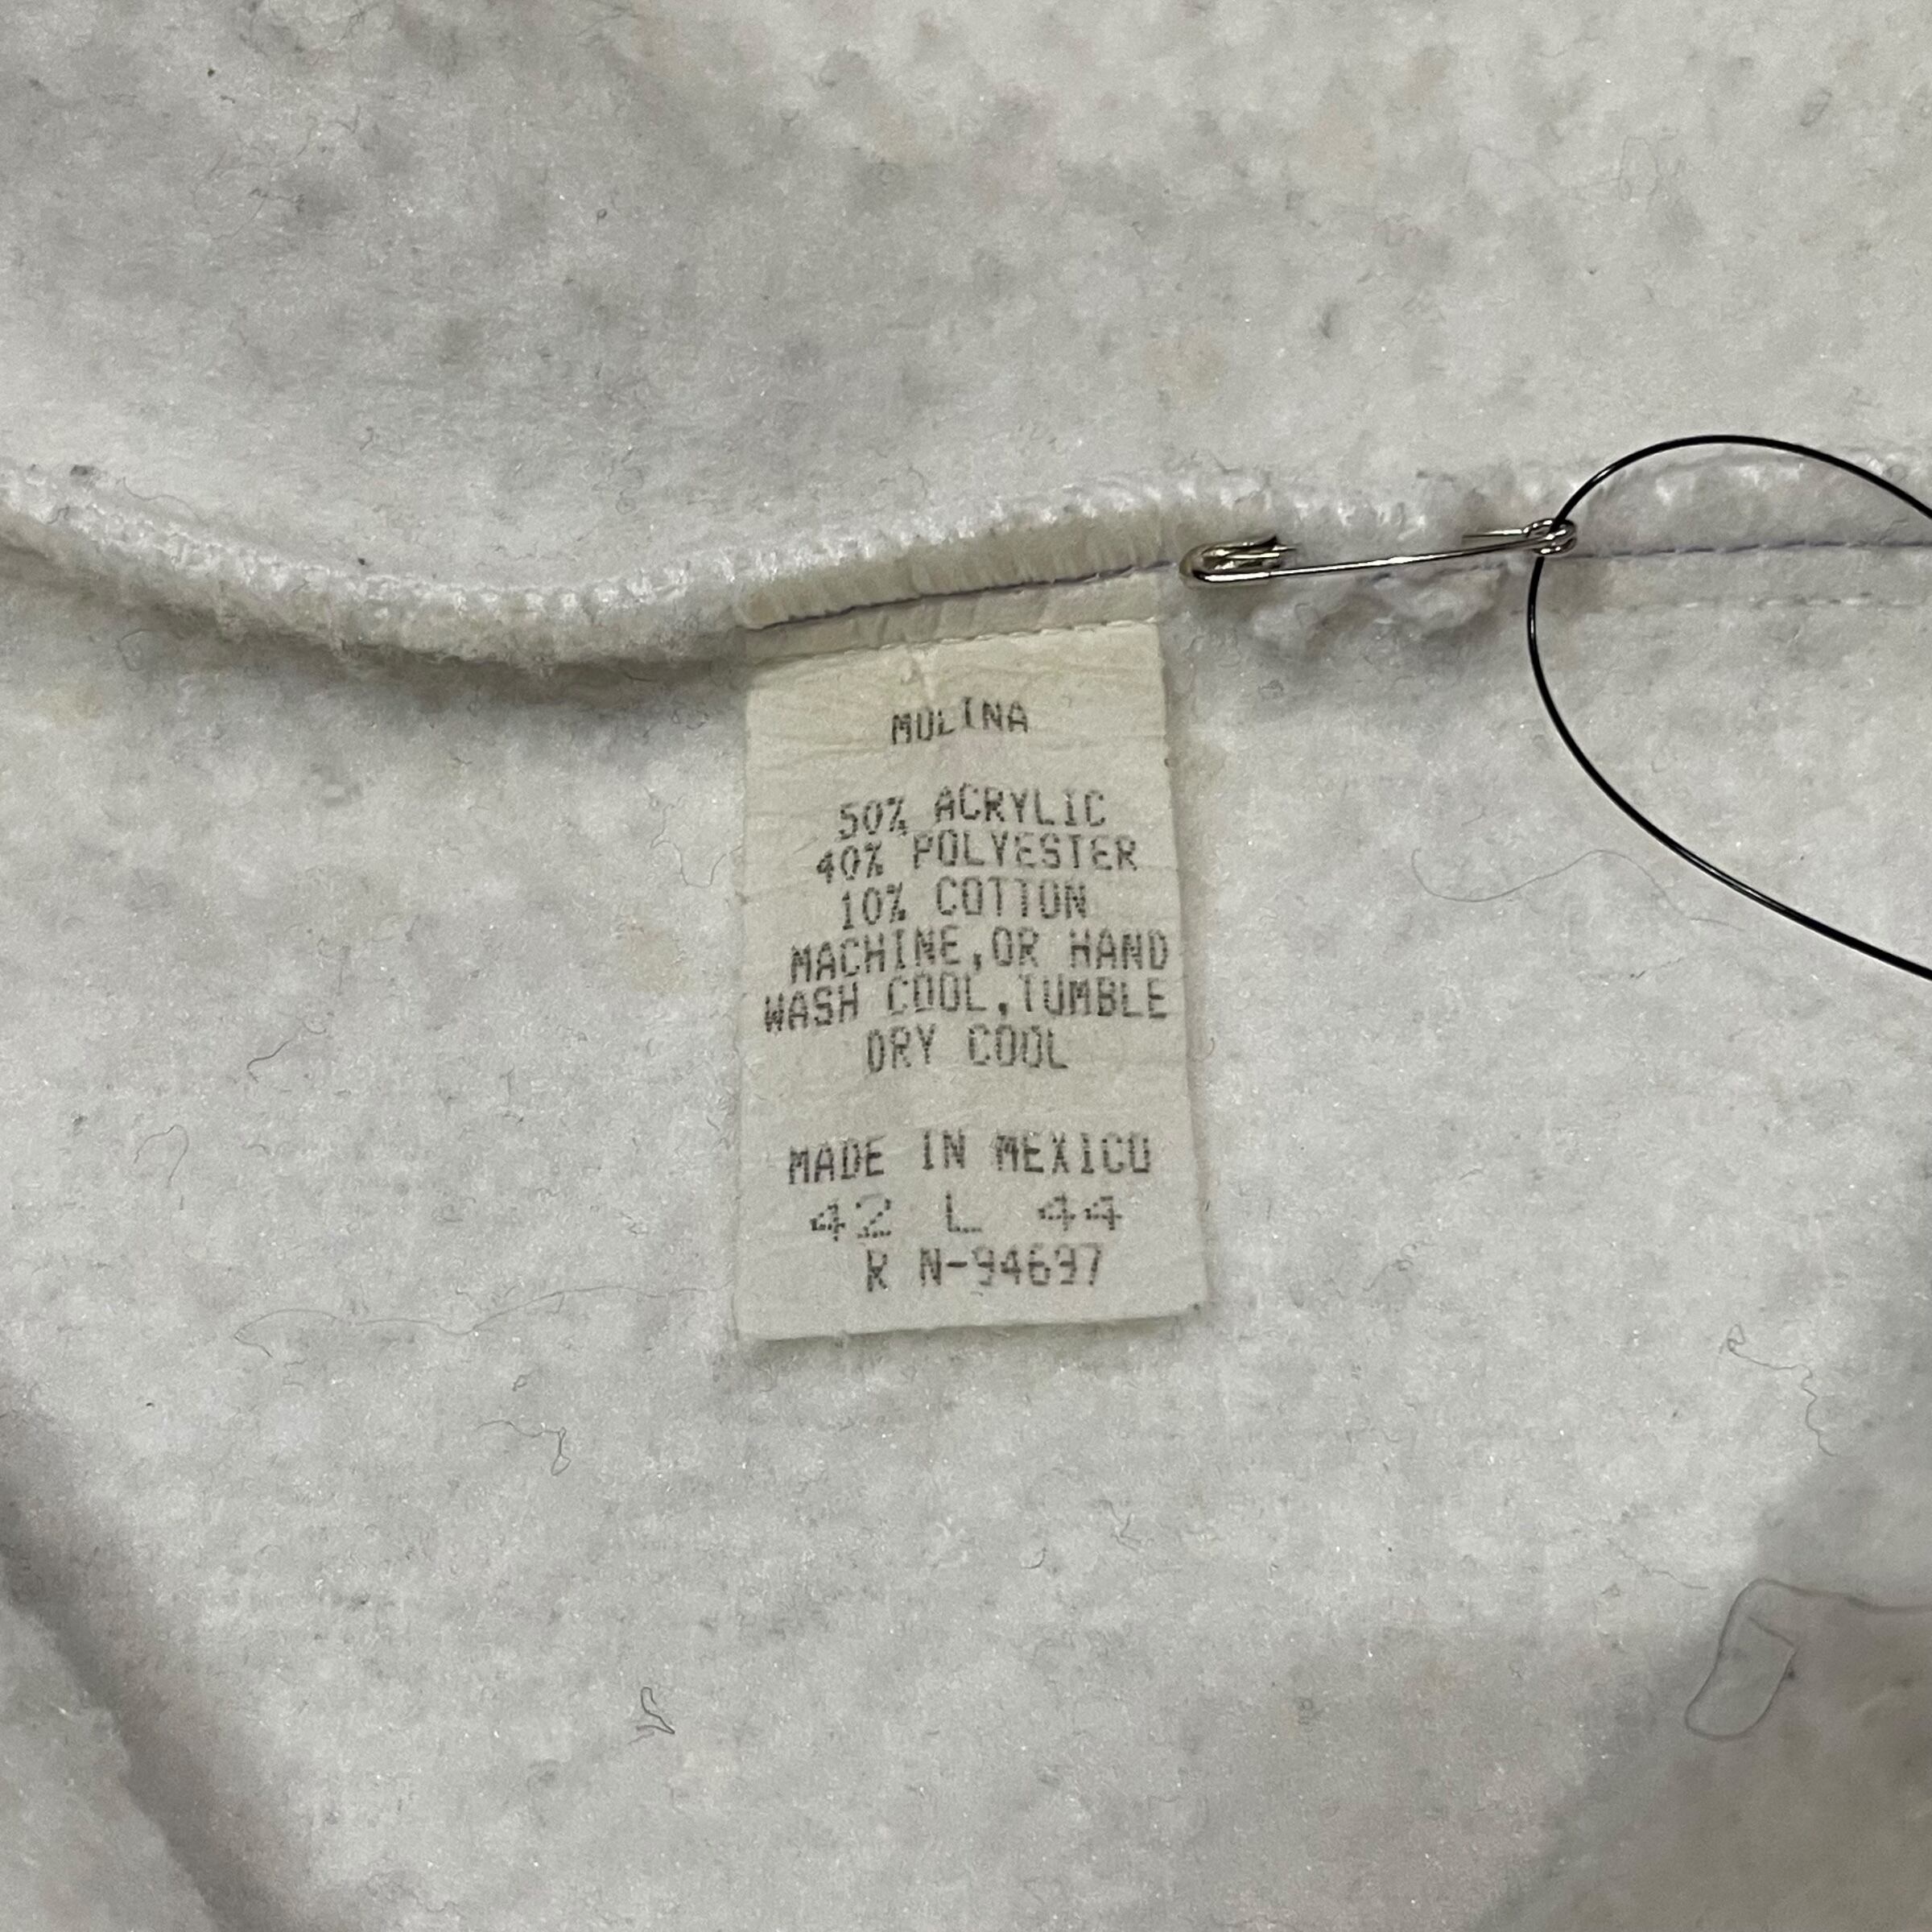 MOLINA
50% ACRYLIC
40% POLYESTER
10% COTTON
MACHINE,OR HAND
WASH COOL,TUMBLE
DRY COOL
MADE IN MEXICO
42 L 44
R N-94697